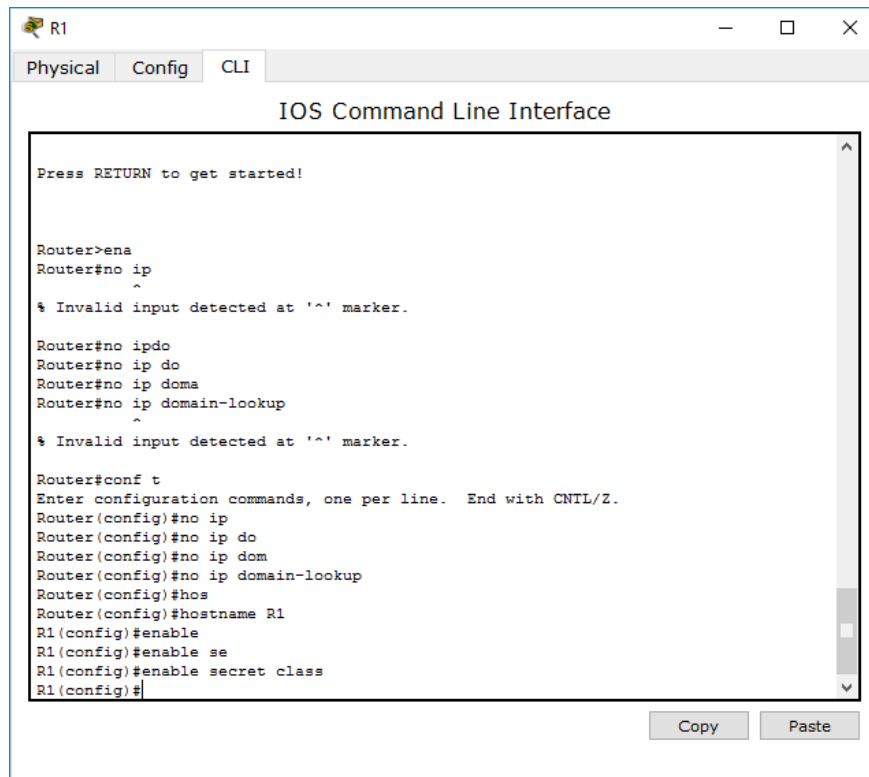 R1
Physical Config CLI
IOS Command Line Interface
Press RETURN to get started!
Router>ena
Router#no ip
^
% Invalid input detected at '^' marker.
Router#no ipdo
Router#no ip do
Router#no ip doma
Router#no ip domain-lookup
^
% Invalid input detected at '^' marker.
Router#conf t
Enter configuration commands, one per line.  End with CNTL/Z.
Router(config)#no ip
Router(config)#no ip do
Router(config)#no ip dom
Router(config)#no ip domain-lookup
Router(config)#hos
Router(config)#hostname R1
R1(config)#enable
R1(config)#enable se
R1(config)#enable secret class
R1(config)#
Copy Paste